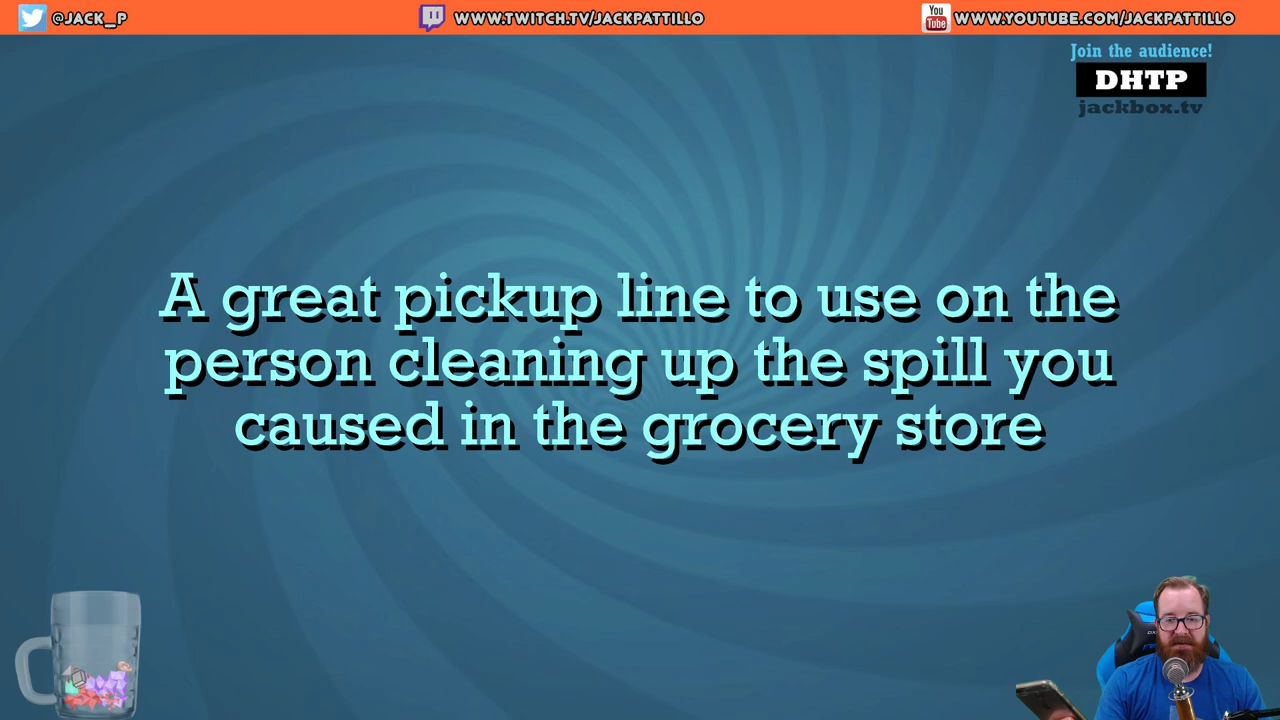 @JACK_P
WWW.TWITCH.TV/JACKPATTILLO
You
Tube
WWW.YOUTUBE.COM/JACKPATTILLO
Join the audience!
DHTP
jackbox.tv
A great pickup line to use on the
person cleaning up the spill you
caused in the grocery store